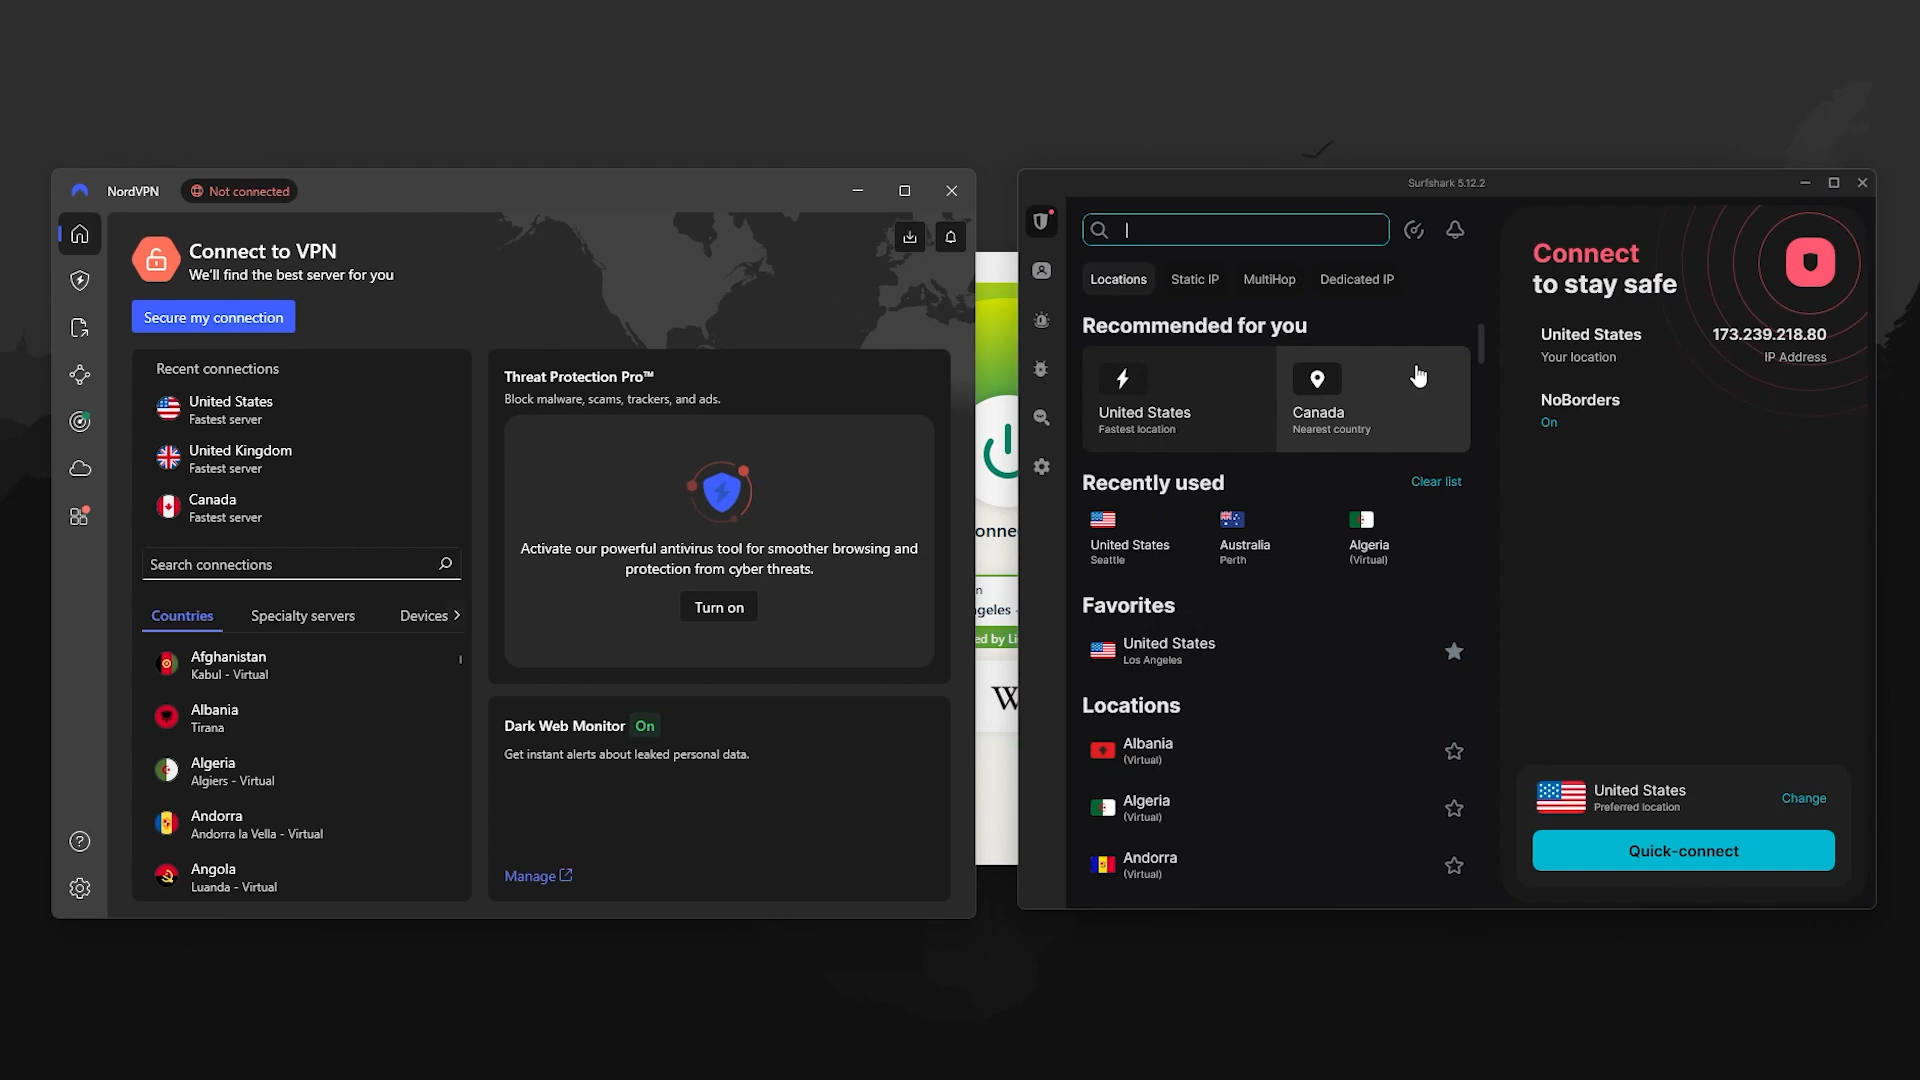 NordVPN
Not connected
Connect to VPN
We'll find the best server for you
Secure my connection
Recent connections
United States
Fastest server
United Kingdom
Fastest server
Canada
Fastest server
Search connections
Countries Specialty servers Devices
Afghanistan
Kabul - Virtual
Albania
Tirana
Algeria
Algiers - Virtual
Andorra
Andorra la Vella - Virtual
Angola
Luanda - Virtual
Threat Protection Pro™
Block malware, scams, trackers, and ads.
Activate our powerful antivirus tool for smoother browsing and
protection from cyber threats.
Turn on
Dark Web Monitor On
Get instant alerts about leaked personal data.
Manage
onne
n
geles -
ed by Li
W
Surfshark 5.12.2
Locations Static IP MultiHop Dedicated IP
Recommended for you
United States
Fastest location
Canada
Nearest country
Recently used
Clear list
United States
Seattle
Australia
Perth
Algeria
(Virtual)
Favorites
United States
Los Angeles
Locations
Albania
(Virtual)
Algeria
(Virtual)
Andorra
(Virtual)
Connect
to stay safe
United States
Your location
173.239.218.80
IP Address
NoBorders
On
United States
Preferred location
Change
Quick-connect